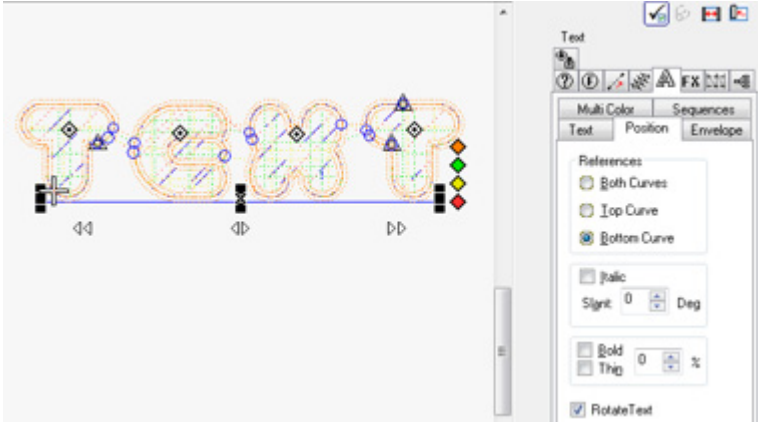 TEXT
Text
FX
Multi Color Sequences
Text Position Envelope
References
Both Curves
Top Curve
Bottom Curve
Italic
Slant: 0 Deg
Bold
Thin
0 %
RotateText